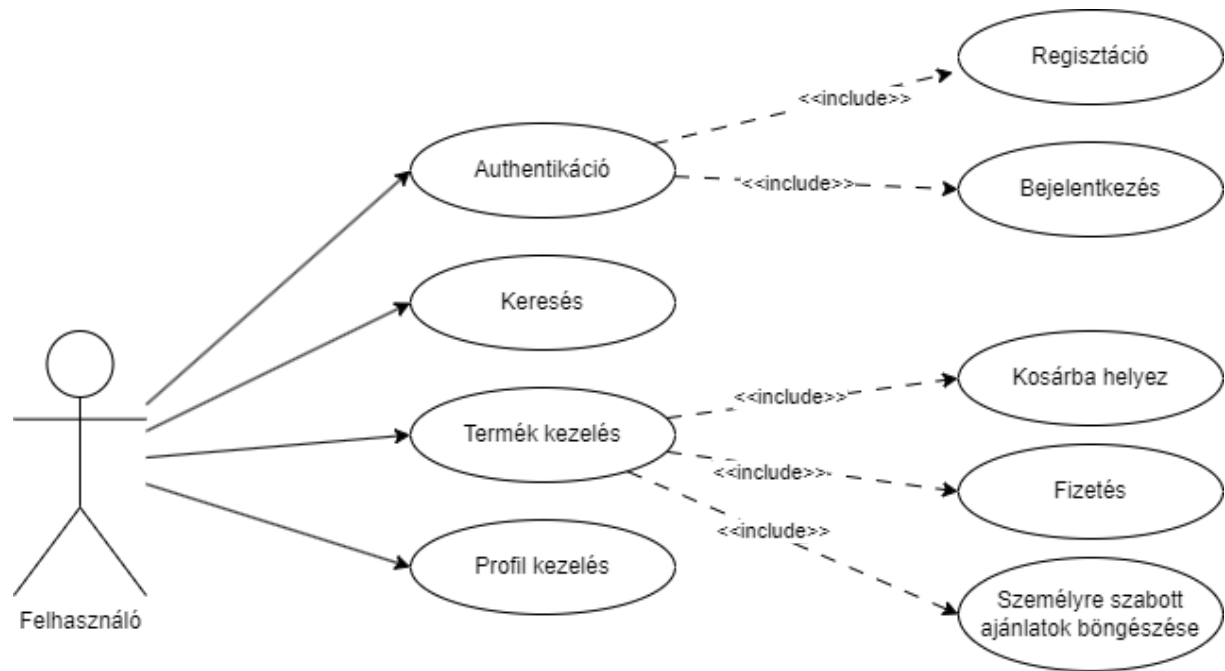 Regisztáció
<<include>>
Authentikáció
<<include>>
Bejelentkezés
Keresés
Kosárba helyez
<<include>>
Termék kezelés
<<include>>
Fizetés
<<include>>
Profil kezelés
Személyre szabott
ajánlatok böngészése
Felhasználó